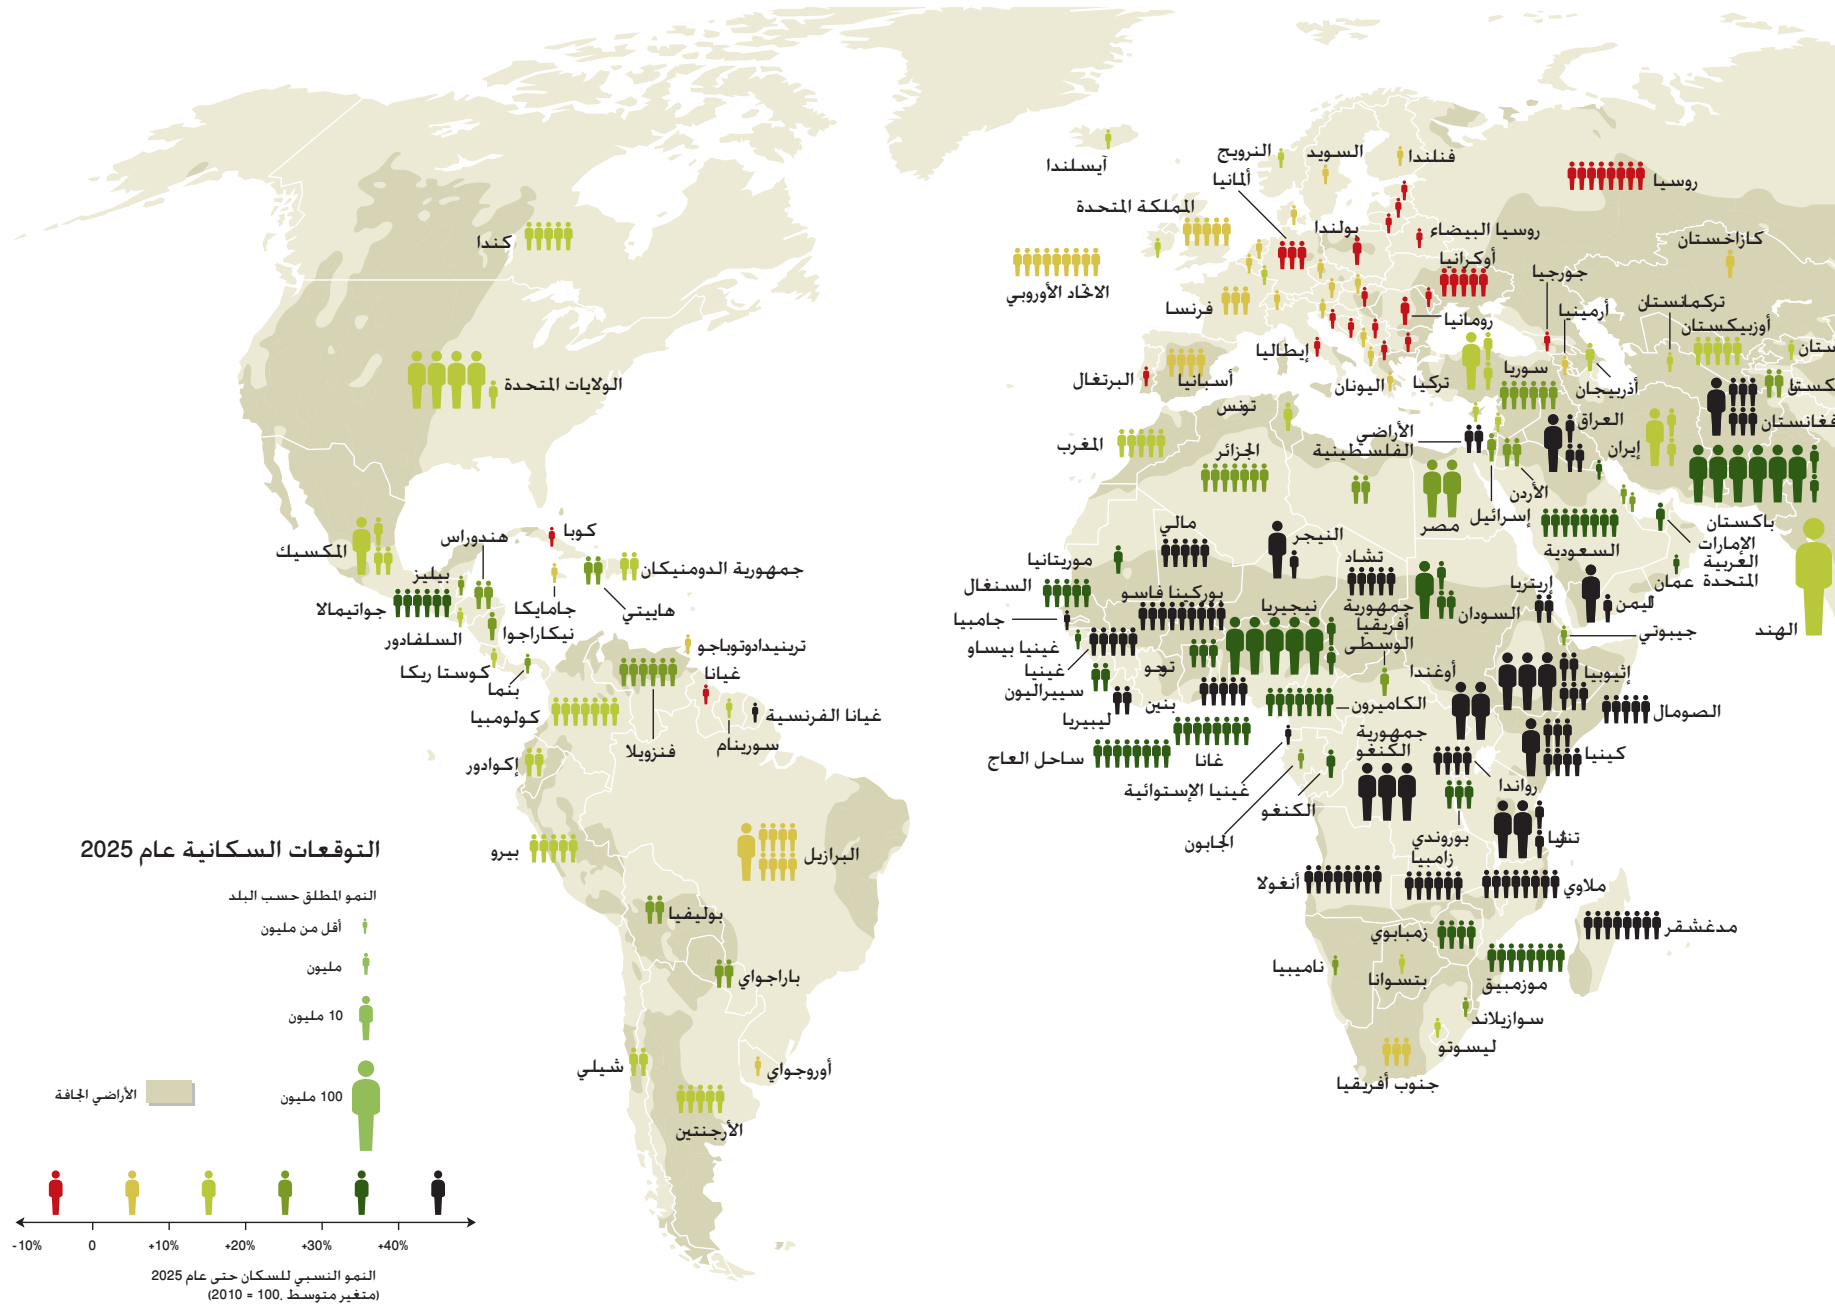 آيسلندا
النرويج
السويد
فنلندا
ألمانيا
روسيا
المملكة المتحدة
بولندا
روسيا البيضاء
كندا
كازاخستان
أوكرانيا
جورجيا
الاتحاد الأوروبي
فرنسا
تركمانستان
أرمينيا
رومانيا
أوزبيكستان
إيطاليا
ستان
سوريا
البرتغال
أسبانيا
اليونان
تركيا
أذربيجان
كستان
الولايات المتحدة
تونس
العراق
فغانستان
المغرب
الأراضي
الفلسطينية
الجزائر
إيران
الأردن
إسرائيل
مصر
باكستان
الإمارات
العربية
المتحدة
السعودية
عمان
كوبا
هندوراس
المكسيك
جمهورية الدومنيكان
بيليز
هاييتي
جامايكا
جواتيمالا
نيكاراجوا
السلفادور
كوستا ريكا
بنما
ترينيدادوتوباجو
غيانا
مالي
النيجر
تشاد
موريتانيا
السنغال
بوركينا فاسو
نيجيريا
جمهورية
أفريقيا
الوسطى
السودان
إريتريا
ليمن
جامبيا
جيبوتي
الهند
غينيا بيساو
غينيا
توجو
أوغندا
إثيوبيا
سييراليون
ليبيريا
بنين
الكاميرون
الصومال
كولومبيا
غيانا الفرنسية
سورينام
فنزويلا
إكوادور
ساحل العاج
غانا
جمهورية
الكنغو
كينيا
غينيا الإستوائية
رواندا
الكنغو
الجابون
بوروندي
زامبيا
بيرو
البرازيل
أنغولا
ملاوي
بوليفيا
زمبابوي
مدغشقر
باراجواي
ناميبيا
بتسوانا
موزمبيق
سوازيلاند
ليسوتو
شيلي
أوروجواي
جنوب أفريقيا
الأرجنتين
التوقعات السكانية عام 2025
النمو المطلق حسب البلد
أقل من مليون
مليون
10 مليون
100 مليون
الأراضي الجافة
-10% 0 +10% +20% +30% +40%
النمو النسبي للسكان حتى عام 2025
(متغير متوسط .100 = 2010)